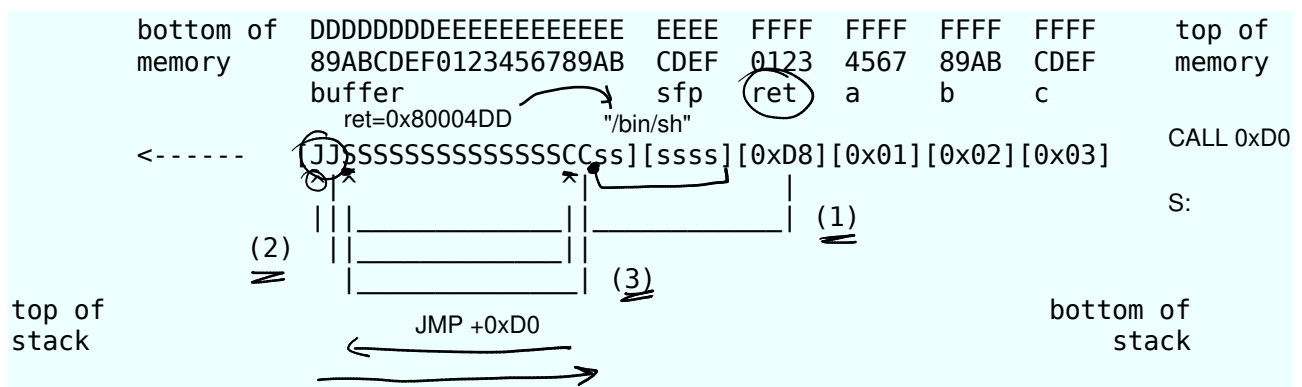 bottom of DDDDDDDDEEEEEEEEEEEE EEEE FFFF FFFF FFFF FFFF top of
memory 89ABCDEF0123456789AB CDEF 0123 4567 89AB CDEF memory
buffer sfp ret a b c
ret=0x80004DD "/bin/sh"
<------ [JJSSSSSSSSSSSSSSCCss][ssss][0xD8][0x01][0x02][0x03] CALL 0xD0
S:
(1)
(2)
(3)
top of bottom of
stack JMP +0xD0 stack